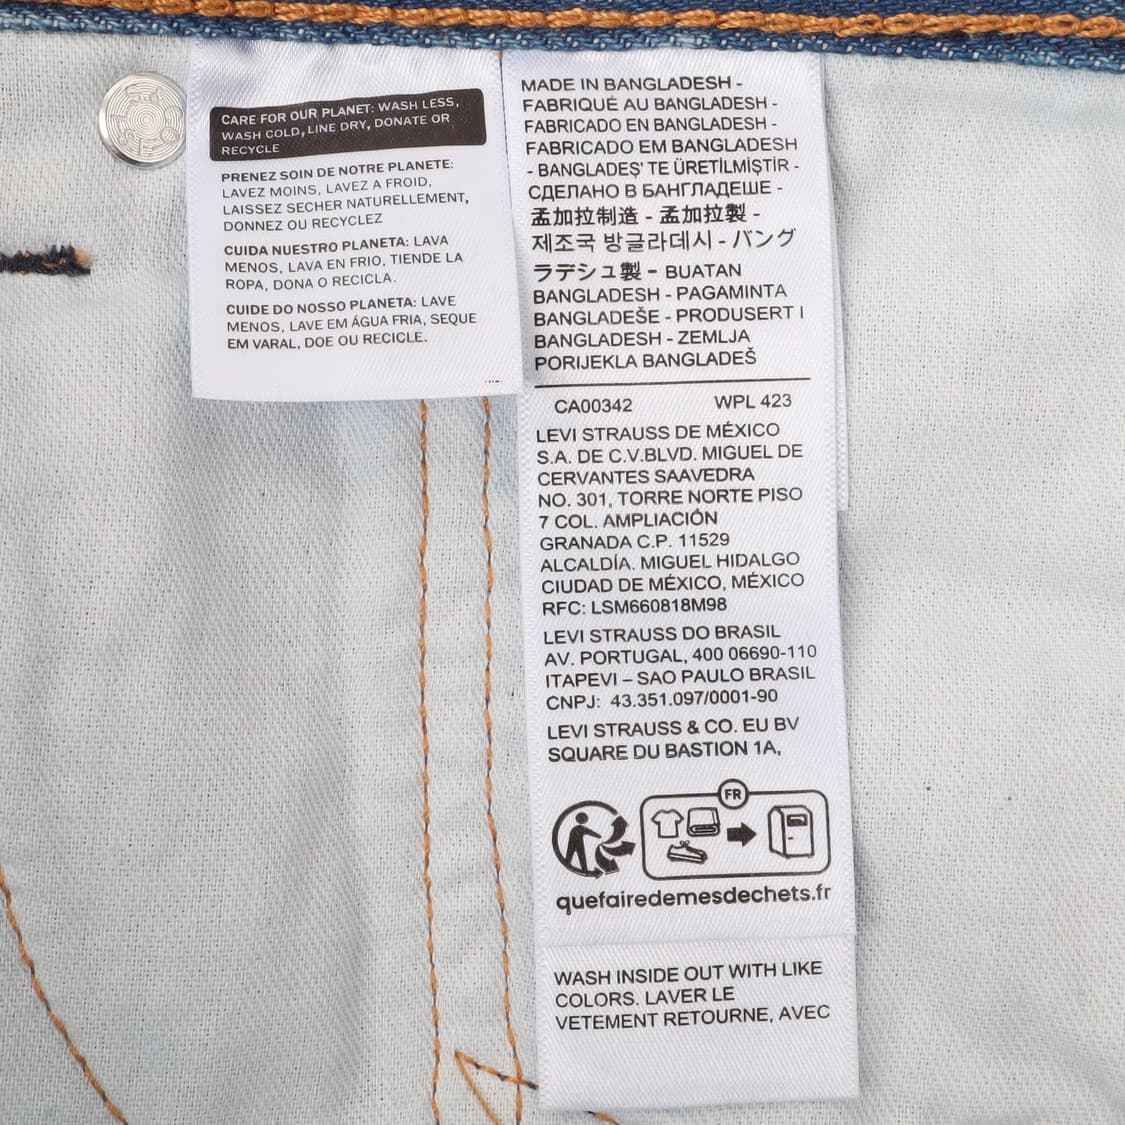 CARE FOR OUR PLANET: WASH LESS,
WASH COLD, LINE DRY, DONATE OR
RECYCLE
PRENEZ SOIN DE NOTRE PLANETE:
LAVEZ MOINS, LAVEZ A FROID,
LAISSEZ SECHER NATURELLEMENT,
DONNEZ OU RECYCLEZ
CUIDA NUESTRO PLANETA: LAVA
MENOS, LAVA EN FRIO, TIENDE LA
ROPA, DONA O RECICLA.
CUIDE DO NOSSO PLANETA: LAVE
MENOS, LAVE EM ÁGUA FRIA, SEQUE
EM VARAL, DOE OU RECICLE.
MADE IN BANGLADESH -
FABRIQUÉ AU BANGLADESH -
FABRICADO EN BANGLADESH -
FABRICADO EM BANGLADESH
- BANGLADEŞ' TE ÜRETİLMİŞTİR -
СДЕЛАНО В БАНГЛАДЕШЕ -
孟加拉制造 - 孟加拉製 -
제조국 방글라데시 - バング
ラデシュ製 - BUATAN
BANGLADESH - PAGAMINTA
BANGLADEŠE - PRODUSERT I
BANGLADESH - ZEMLJA
PORIJEKLA BANGLADEŠ
CA00342 WPL 423
LEVI STRAUSS DE MÉXICO
S.A. DE C.V.BLVD. MIGUEL DE
CERVANTES SAAVEDRA
NO. 301, TORRE NORTE PISO
7 COL. AMPLIACIÓN
GRANADA C.P. 11529
ALCALDÍA. MIGUEL HIDALGO
CIUDAD DE MÉXICO, MÉXICO
RFC: LSM660818M98
LEVI STRAUSS DO BRASIL
AV. PORTUGAL, 400 06690-110
ITAPEVI – SAO PAULO BRASIL
CNPJ: 43.351.097/0001-90
LEVI STRAUSS & CO. EU BV
SQUARE DU BASTION 1A,
FR
quefairedemesdechets.fr
WASH INSIDE OUT WITH LIKE
COLORS. LAVER LE
VETEMENT RETOURNE, AVEC